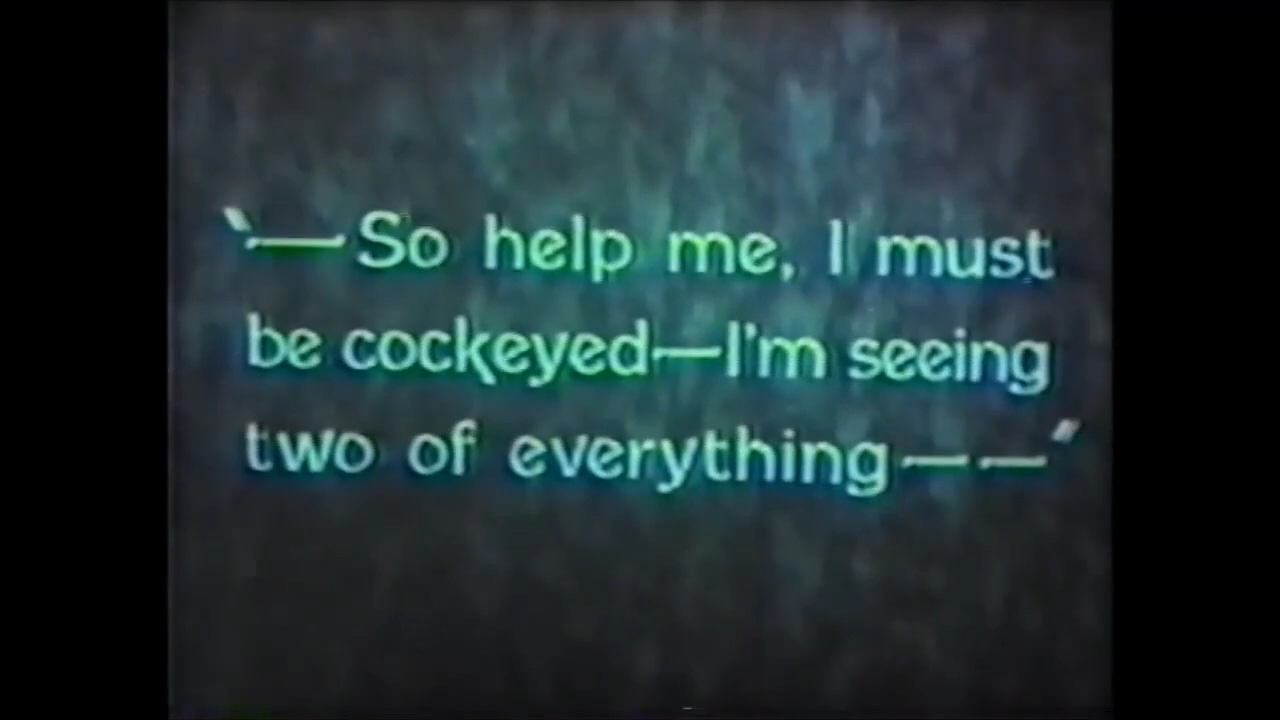 ‵—So help me, I must
be cockeyed—I'm seeing
two of everything——′